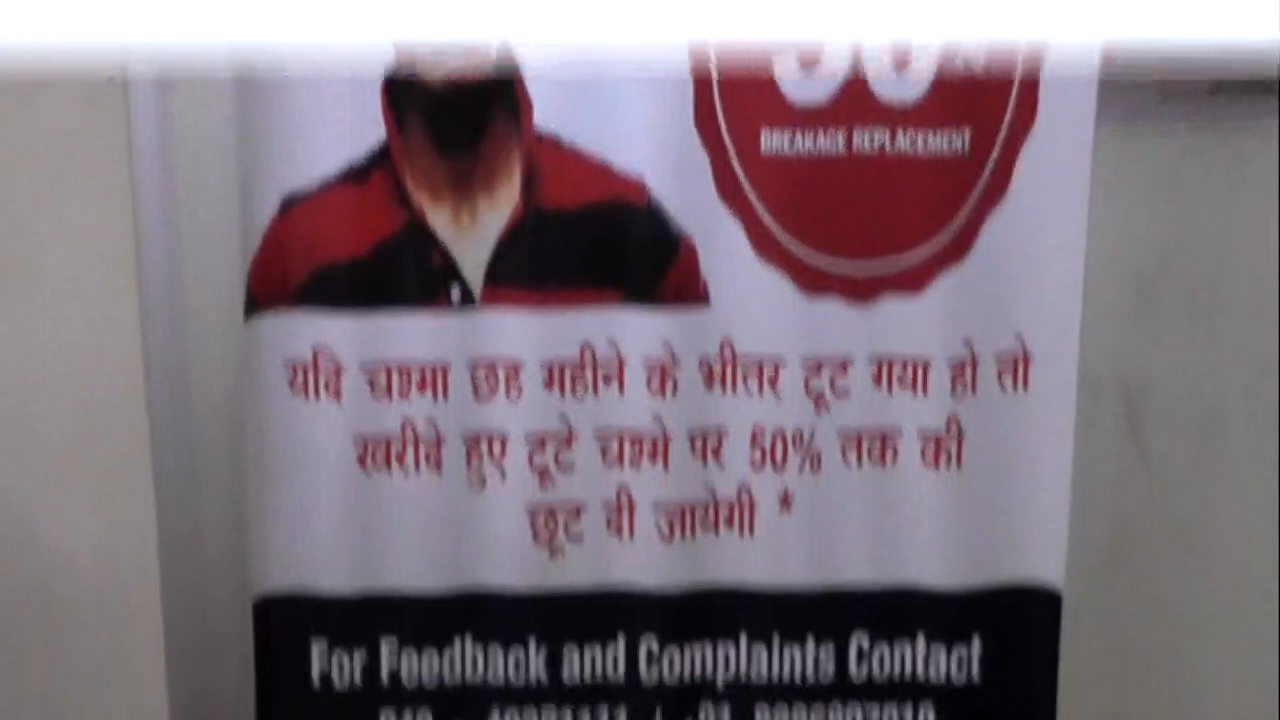 BREAKAGE REPLACEMENT
यदि चश्मा छह महीने के भीतर टूट गया हो तो
खरीदे हुए टूटे चश्मे पर 50% तक की
छूट दी जायेगी *
For Feedback and Complaints Contact